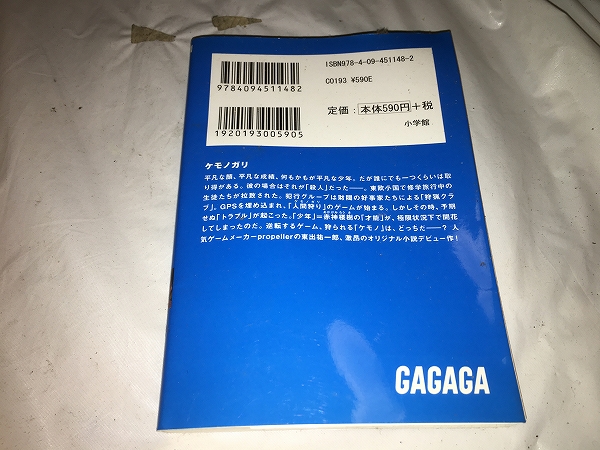 9784094511482
ISBN978-4-09-451148-2
C0193 ¥590E
定価：本体590円+税
1920193005905
小学館
ケモノガリ
平凡な顔、平凡な成績、何もかもが平凡な少年。だが誰にでも一つくらいは取
り得がある。彼の場合はそれが「殺人」だった――。東欧小国で修学旅行中の
生徒たちが拉致された。犯行グループは財閥の好事家たちによる「狩猟クラ
ブ」。GPSを埋め込まれ、「人間狩り」のゲームが始まる。しかしその時、予期
せぬ「トラブル」が起こった。「少年」=赤神楼樹の「才能」が、極限状況下で開花
してしまったのだ。逆転するゲーム、狩られる「ケモノ」は、どっちだ――？ 人
気ゲームメーカーpropellerの東出祐一郎、激昂のオリジナル小説デビュー作！
GAGAGA